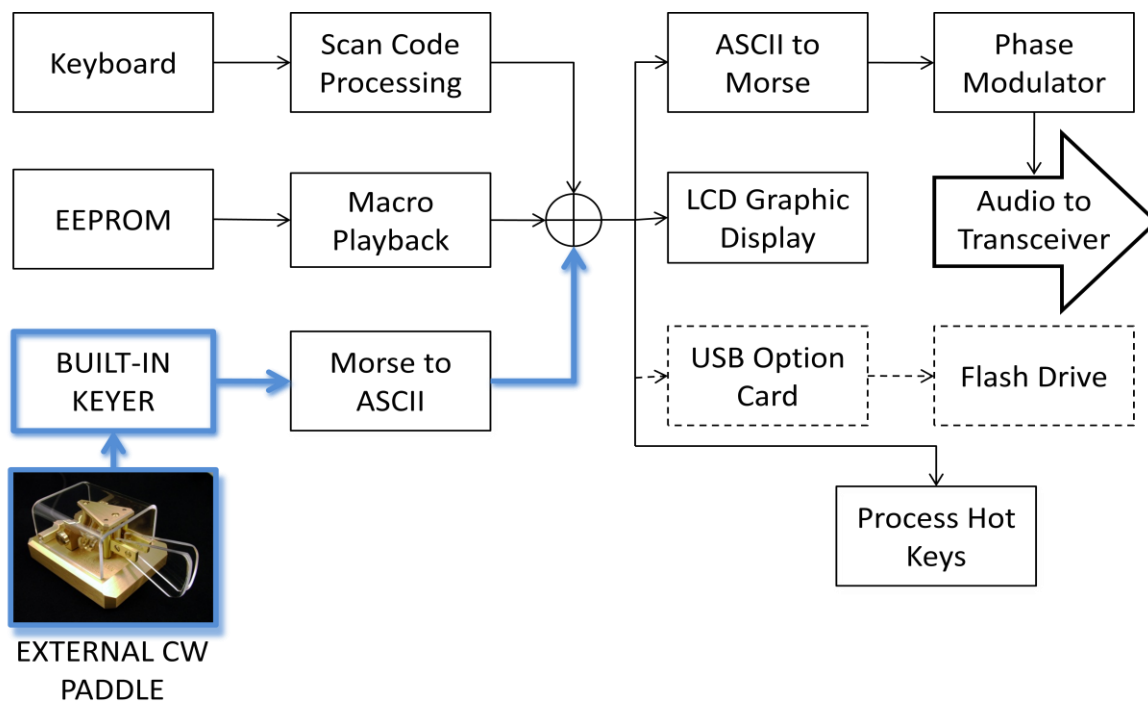 Keyboard
Scan Code
Processing
ASCII to
Morse
Phase
Modulator
EEPROM
Macro
Playback
LCD Graphic
Display
Audio to
Transceiver
BUILT-IN
KEYER
Morse to
ASCII
USB Option
Card
Flash Drive
Process Hot
Keys
EXTERNAL CW
PADDLE